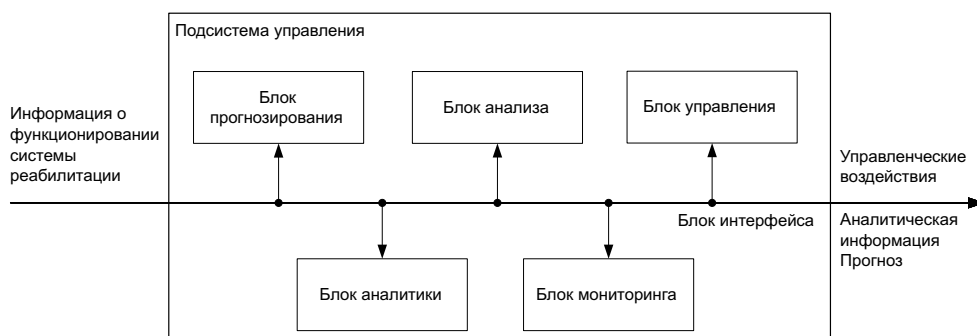 Подсистема управления
Блок
прогнозирования
Блок анализа
Блок управления
Информация о
функционировании
системы
реабилитации
Управленческие
воздействия
Блок интерфейса
Аналитическая
информация
Прогноз
Блок аналитики
Блок мониторинга